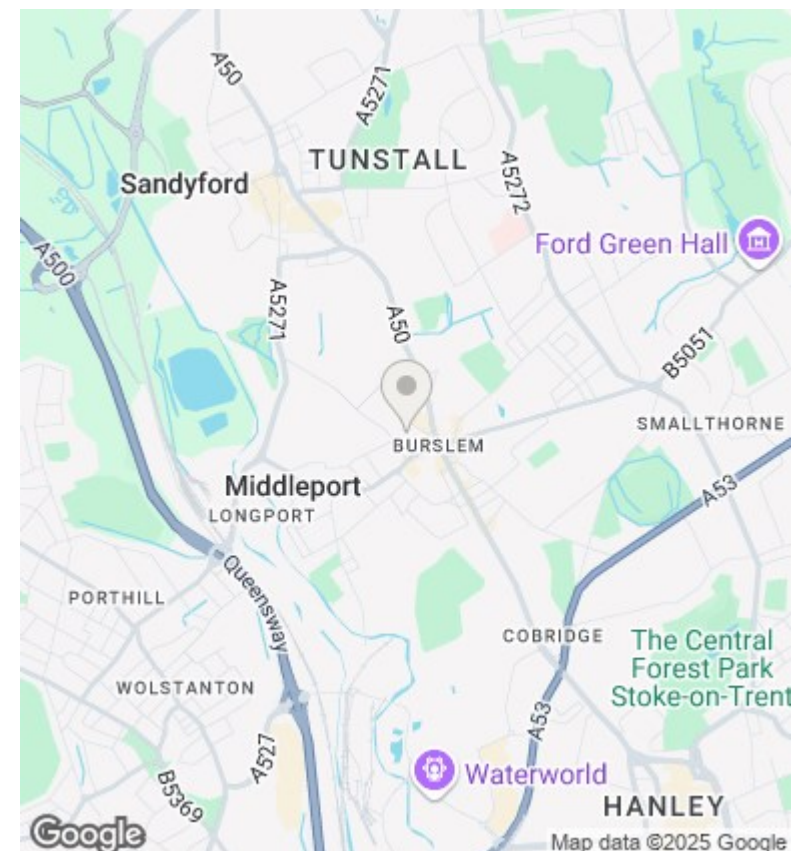 A50
A5271
TUNSTALL
A5272
Sandyford
Ford Green Hall
A500
A5271
A50
B5051
SMALLTHORNE
BURSLEM
A53
Middleport
LONGPORT
Queensway
PORTHILL
COBRIDGE
The Central
Forest Park
Stoke-on-Trent
WOLSTANTON
A53
A527
Waterworld
B5369
HANLEY
Google
Map data ©2025 Google